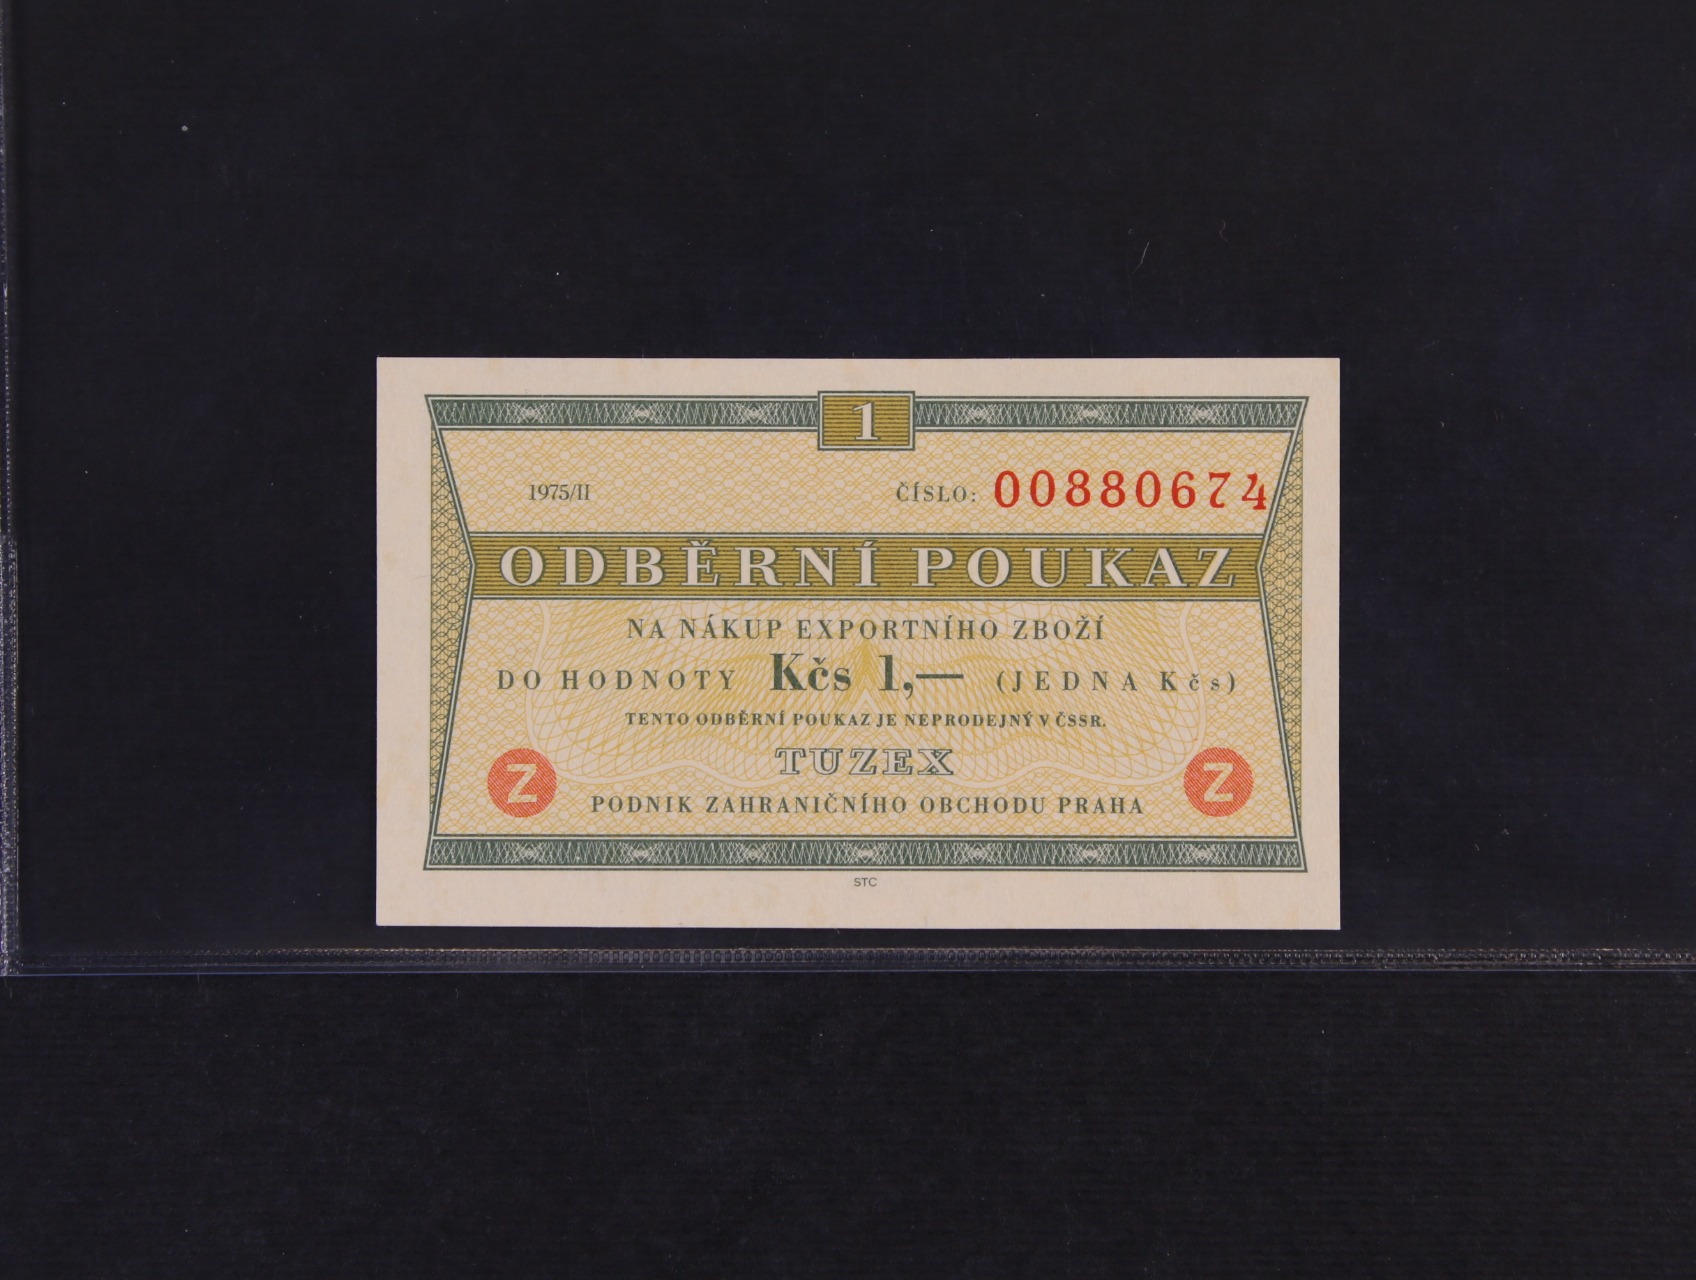 1
1975/II ČÍSLO: 00880674
ODBĚRNÍ POUKAZ
NA NÁKUP EXPORTNÍHO ZBOŽÍ
DO HODNOTY Kčs 1,— (JEDNA Kčs)
TENTO ODBĚRNÍ POUKAZ JE NEPRODEJNÝ V ČSSR.
TUZEX
Z PODNIK ZAHRANIČNÍHO OBCHODU PRAHA Z
STC